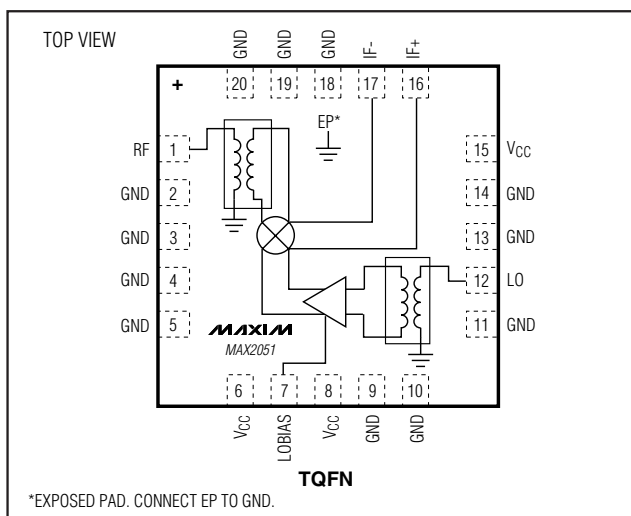 TOP VIEW
GND
GND
GND
IF-
IF+
+
20
19
18
17
16
EP*
RF
1
15
VCC
GND
2
14
GND
GND
3
13
GND
GND
4
12
LO
GND
5
11
GND
MAXIM
MAX2051
6
7
8
9
10
VCC
LOBIAS
VCC
GND
GND
TQFN
*EXPOSED PAD. CONNECT EP TO GND.